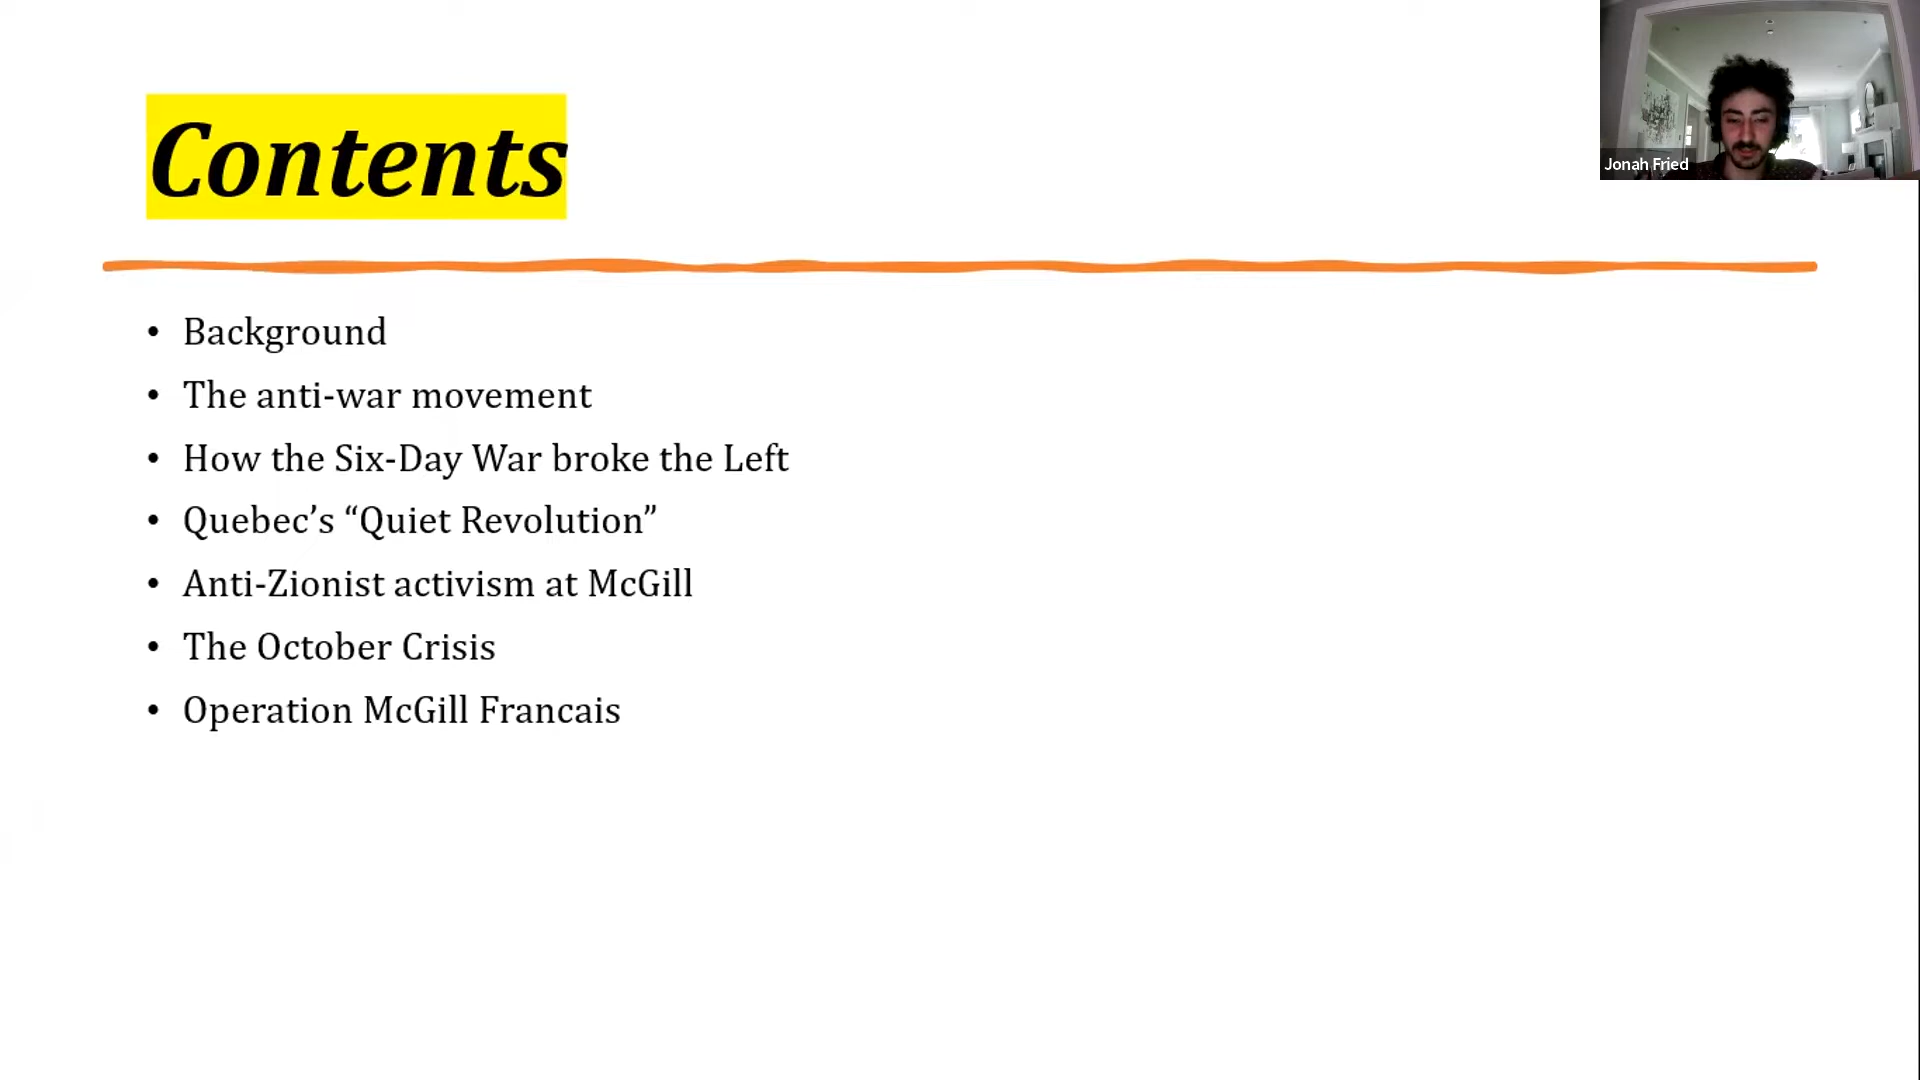 Contents
Jonah Fried
• Background
• The anti-war movement
• How the Six-Day War broke the Left
• Quebec’s “Quiet Revolution”
• Anti-Zionist activism at McGill
• The October Crisis
• Operation McGill Francais